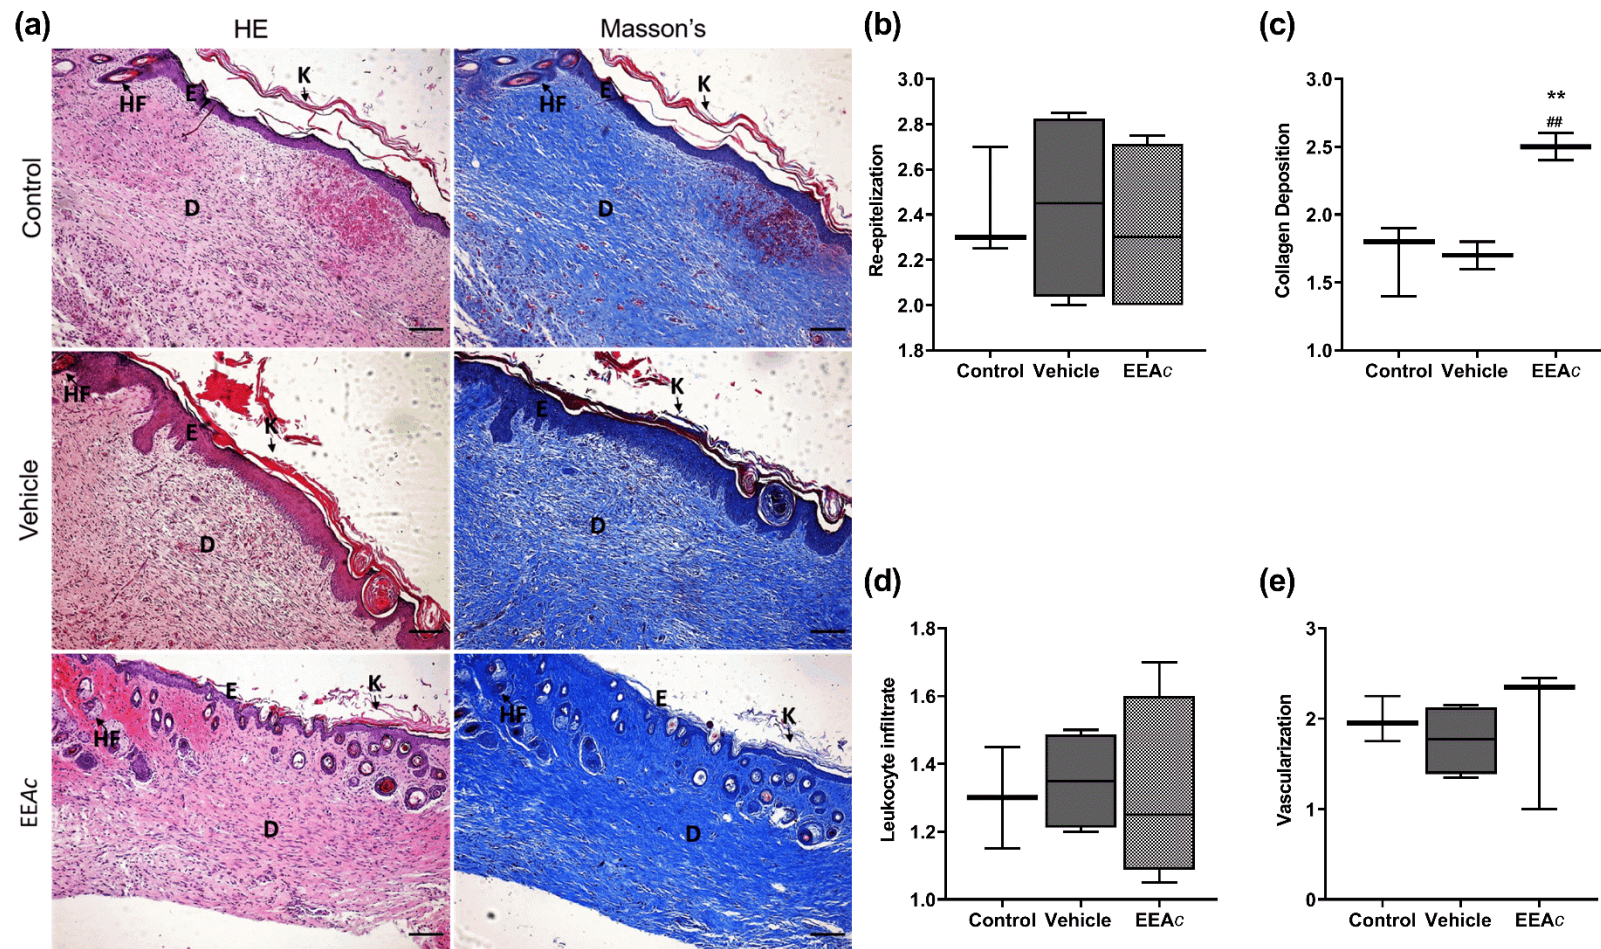 (a)
HE
Masson's
Control
K
E
HF
D
K
E
HF
D
Vehicle
HF
E
K
D
K
E
D
EEAc
E
K
HF
D
E
K
HF
D
(b)
3.0
2.8
2.6
2.4
2.2
2.0
1.8
Re-epitelization
Control Vehicle EEAc
(c)
3.0
2.5
2.0
1.5
1.0
Collagen Deposition
**
##
Control Vehicle EEAc
(d)
1.8
1.6
1.4
1.2
1.0
Leukocyte infiltrate
Control Vehicle EEAc
(e)
3
2
1
0
Vascularization
Control Vehicle EEAc